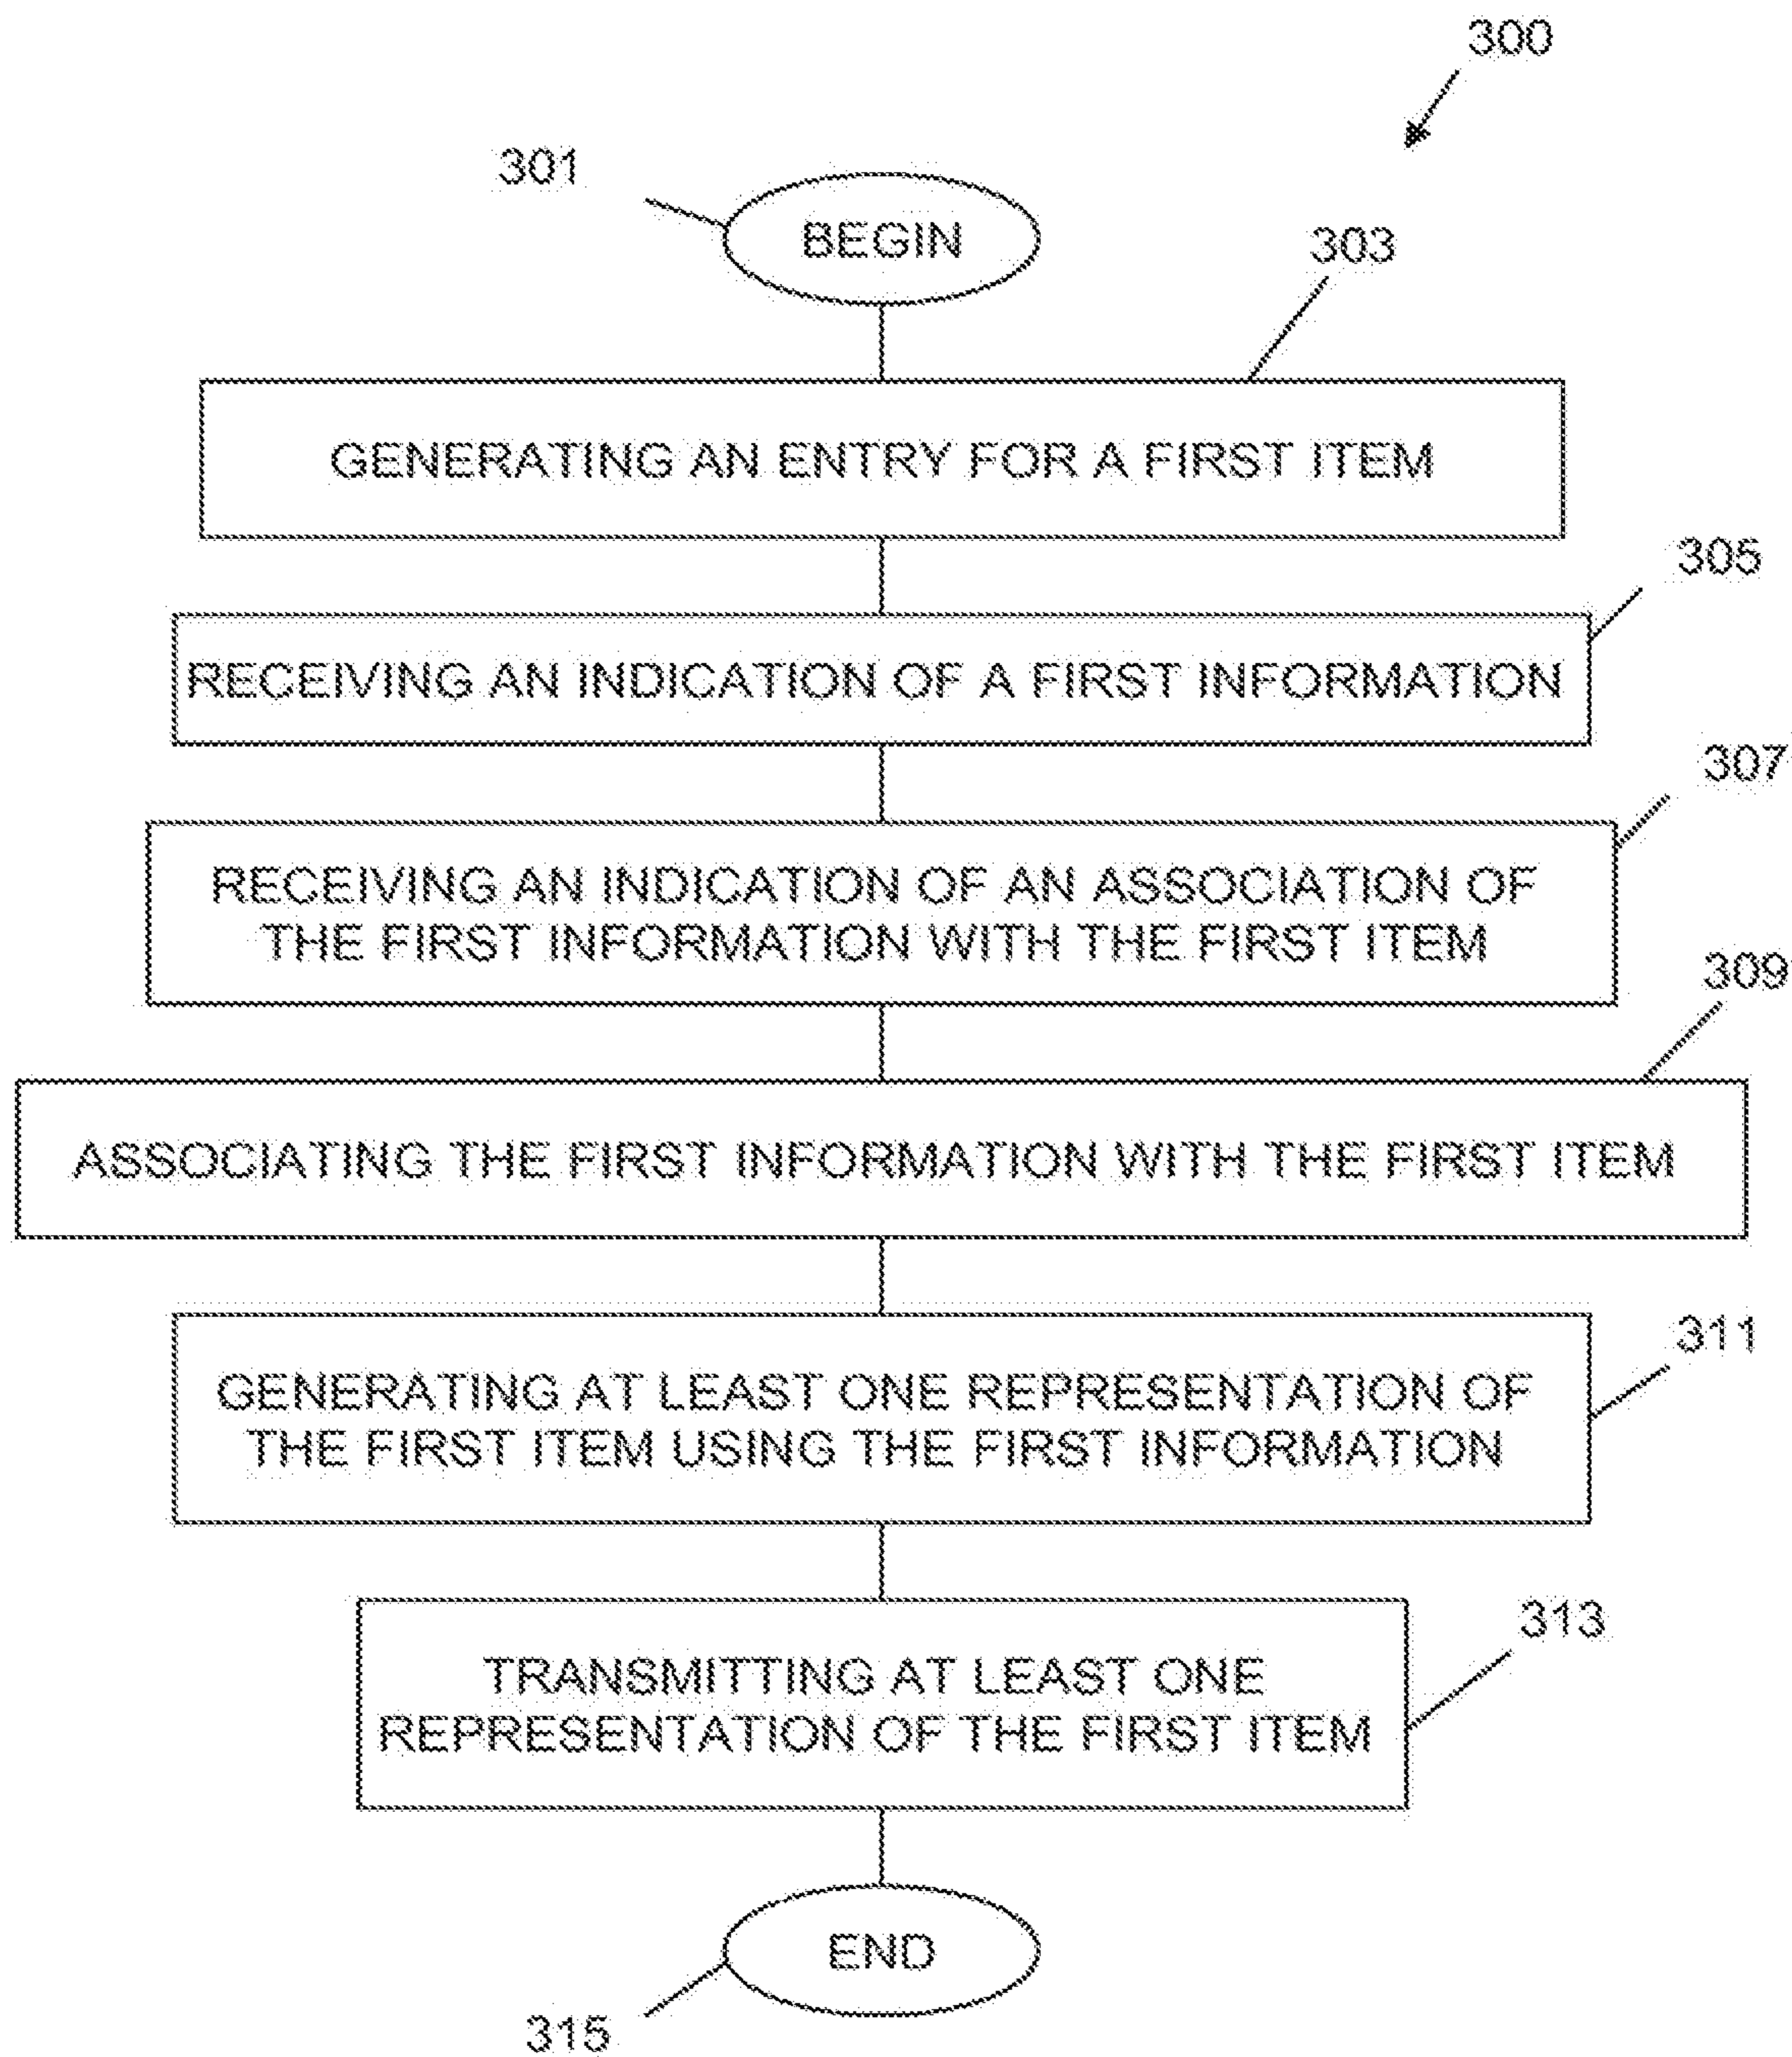 300
301
BEGIN
303
GENERATING AN ENTRY FOR A FIRST ITEM
305
RECEIVING AN INDICATION OF A FIRST INFORMATION
307
RECEIVING AN INDICATION OF AN ASSOCIATION OF
THE FIRST INFORMATION WITH THE FIRST ITEM
309
ASSOCIATING THE FIRST INFORMATION WITH THE FIRST ITEM
311
GENERATING AT LEAST ONE REPRESENTATION OF
THE FIRST ITEM USING THE FIRST INFORMATION
313
TRANSMITTING AT LEAST ONE
REPRESENTATION OF THE FIRST ITEM
END
315